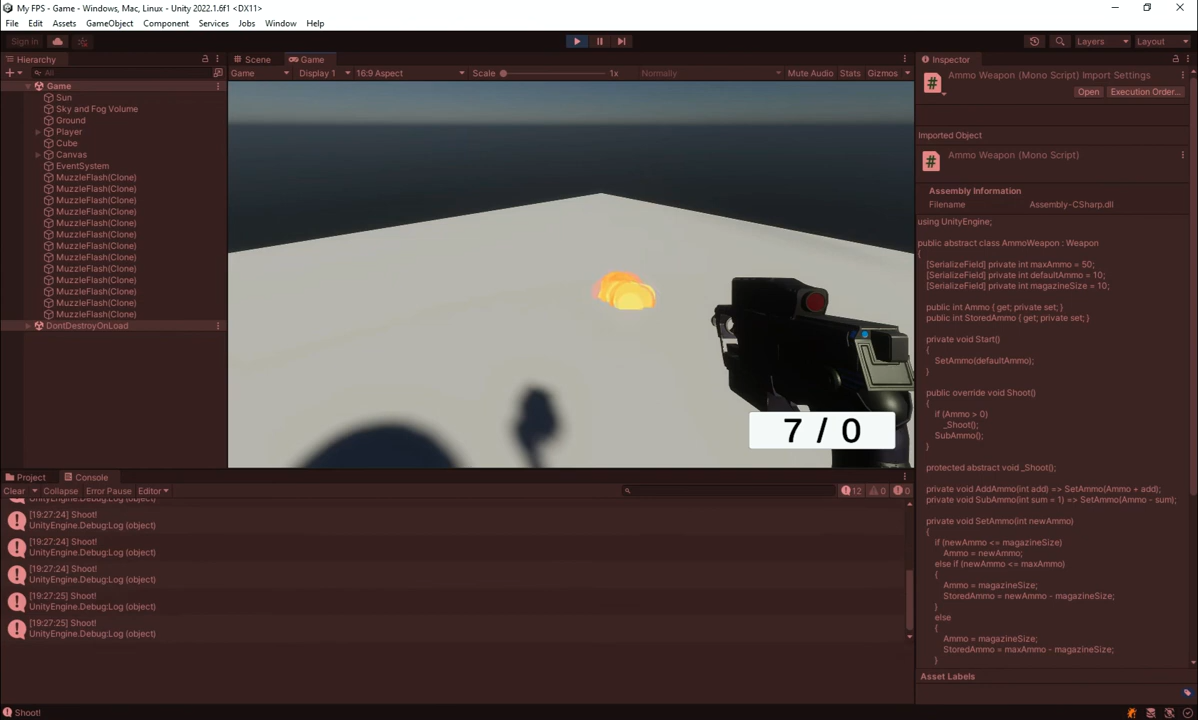 My FPS - Game - Windows, Mac, Linux - Unity 2022.1.6f1 <DX11>
File Edit Assets GameObject Component Services Jobs Window Help
Sign in
Layers Layout
Hierarchy
All
Game
Sun
Sky and Fog Volume
Ground
Player
Cube
Canvas
EventSystem
MuzzleFlash(Clone)
MuzzleFlash(Clone)
MuzzleFlash(Clone)
MuzzleFlash(Clone)
MuzzleFlash(Clone)
MuzzleFlash(Clone)
MuzzleFlash(Clone)
MuzzleFlash(Clone)
MuzzleFlash(Clone)
MuzzleFlash(Clone)
MuzzleFlash(Clone)
MuzzleFlash(Clone)
MuzzleFlash(Clone)
DontDestroyOnLoad
Scene Game
Game Display 1 16:9 Aspect Scale 1x Normally Mute Audio Stats Gizmos
7 / 0
Project Console
Clear Collapse Error Pause Editor 12 0 0
UnityEngine.Debug:Log (object)
[19:27:24] Shoot!
UnityEngine.Debug:Log (object)
[19:27:24] Shoot!
UnityEngine.Debug:Log (object)
[19:27:24] Shoot!
UnityEngine.Debug:Log (object)
[19:27:25] Shoot!
UnityEngine.Debug:Log (object)
[19:27:25] Shoot!
UnityEngine.Debug:Log (object)
Shoot!
Inspector
Ammo Weapon (Mono Script) Import Settings
Open Execution Order...
Imported Object
Ammo Weapon (Mono Script)
Assembly Information
Filename Assembly-CSharp.dll
using UnityEngine;
public abstract class AmmoWeapon : Weapon
{
[SerializeField] private int maxAmmo = 50;
[SerializeField] private int defaultAmmo = 10;
[SerializeField] private int magazineSize = 10;
public int Ammo { get; private set; }
public int StoredAmmo { get; private set; }
private void Start()
{
SetAmmo(defaultAmmo);
}
public override void Shoot()
{
if (Ammo > 0)
_Shoot();
SubAmmo();
}
protected abstract void _Shoot();
private void AddAmmo(int add) => SetAmmo(Ammo + add);
private void SubAmmo(int sum = 1) => SetAmmo(Ammo - sum);
private void SetAmmo(int newAmmo)
{
if (newAmmo <= magazineSize)
Ammo = newAmmo;
else if (newAmmo <= maxAmmo)
{
Ammo = magazineSize;
StoredAmmo = newAmmo - magazineSize;
}
else
{
Ammo = magazineSize;
StoredAmmo = maxAmmo - magazineSize;
}
Asset Labels